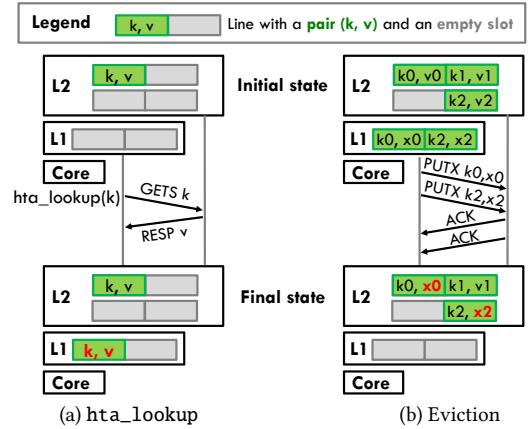 Legend k, v Line with a pair (k, v) and an empty slot
L2 k, v Initial state L2 k0, v0 k1, v1
k2, v2
L1 L1 k0, x0 k2, x2
Core Core
hta_lookup(k) GETS k PUTX k0,x0
PUTX k2,x2
RESP v ACK
ACK
L2 k, v Final state L2 k0, x0 k1, v1
k2, x2
L1 k, v L1
Core Core
(a) hta_lookup (b) Eviction